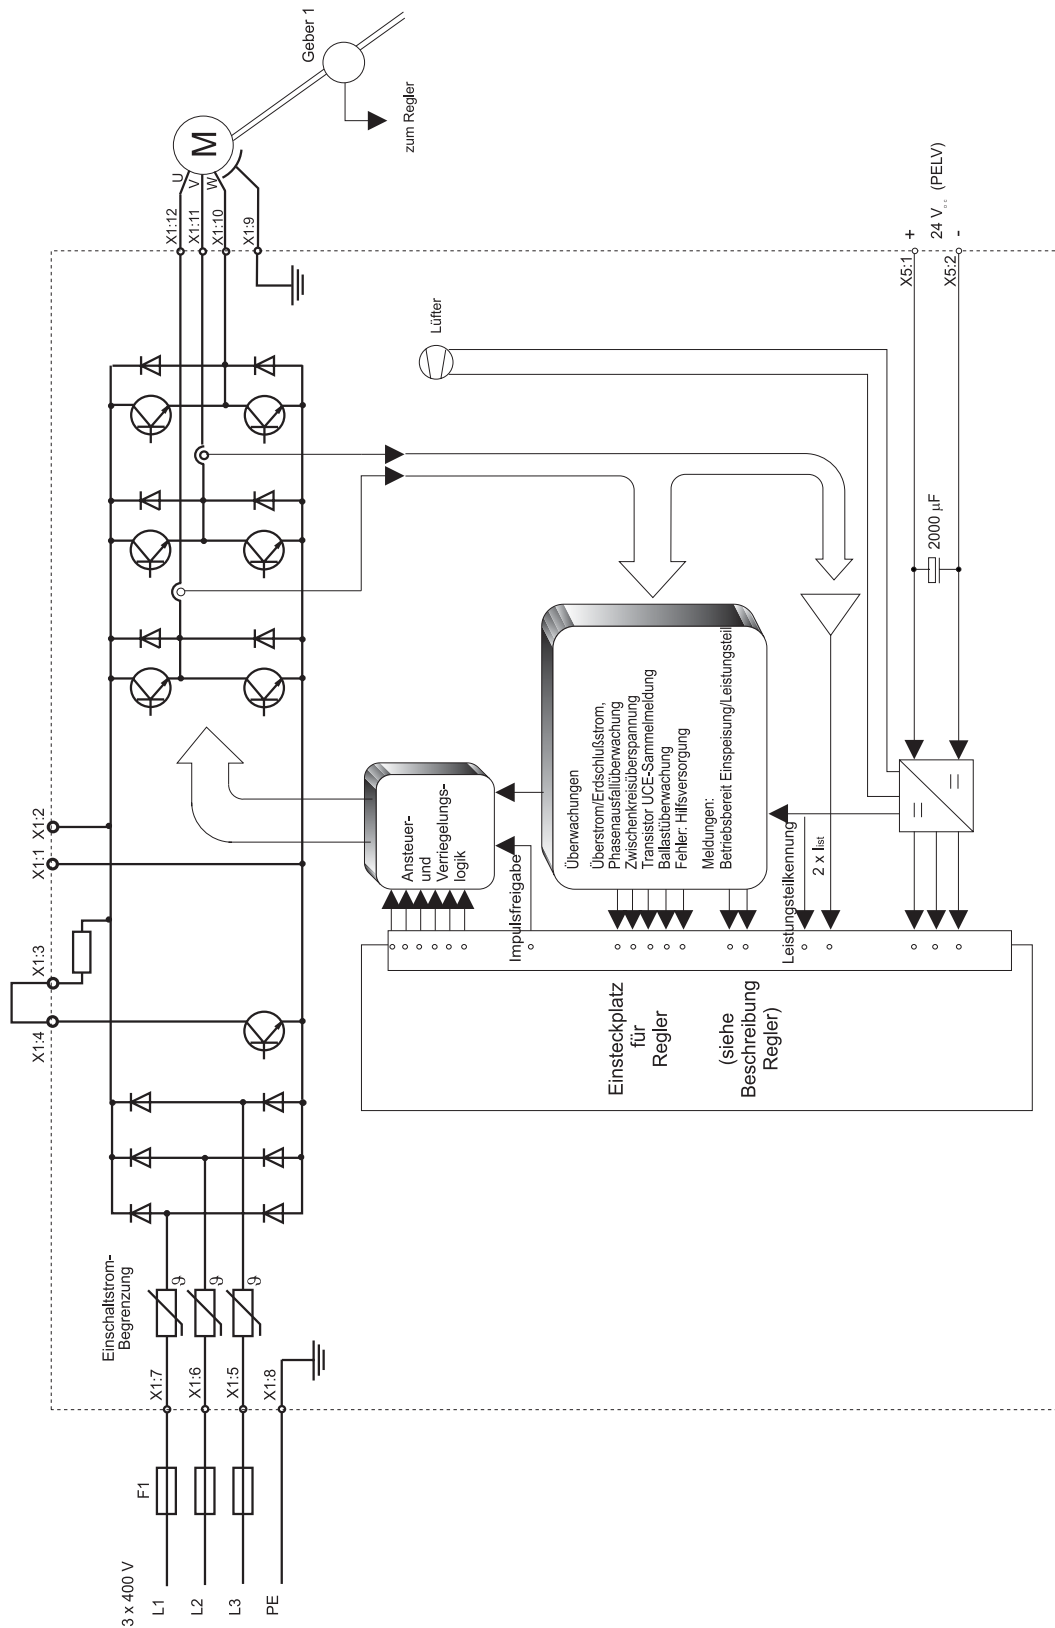 3 x 400 V
L1
L2
L3
PE
F1
X1:7
X1:6
X1:5
X1:8
Einschaltstrom-
Begrenzung
ϑ
ϑ
ϑ
X1:4
X1:3
X1:1
X1:2
X1:12
X1:11
X1:10
X1:9
U
V
W
M
Geber 1
zum Regler
Lüfter
Ansteuer-
und
Verriegelungs-
logik
Impulsfreigabe
Überwachungen
Überstrom/Erdschlußstrom,
Phasenausfallüberwachung
Zwischenkreisüberspannung
Transistor UCE-Sammelmeldung
Ballastüberwachung
Fehler: Hilfsversorgung
Meldungen:
Betriebsbereit Einspeisung/Leistungsteil
Leistungsteilkennung
2 x Iist
Einsteckplatz
für
Regler
(siehe
Beschreibung
Regler)
2000 µF
X5:1
+
24 V DC (PELV)
X5:2
-